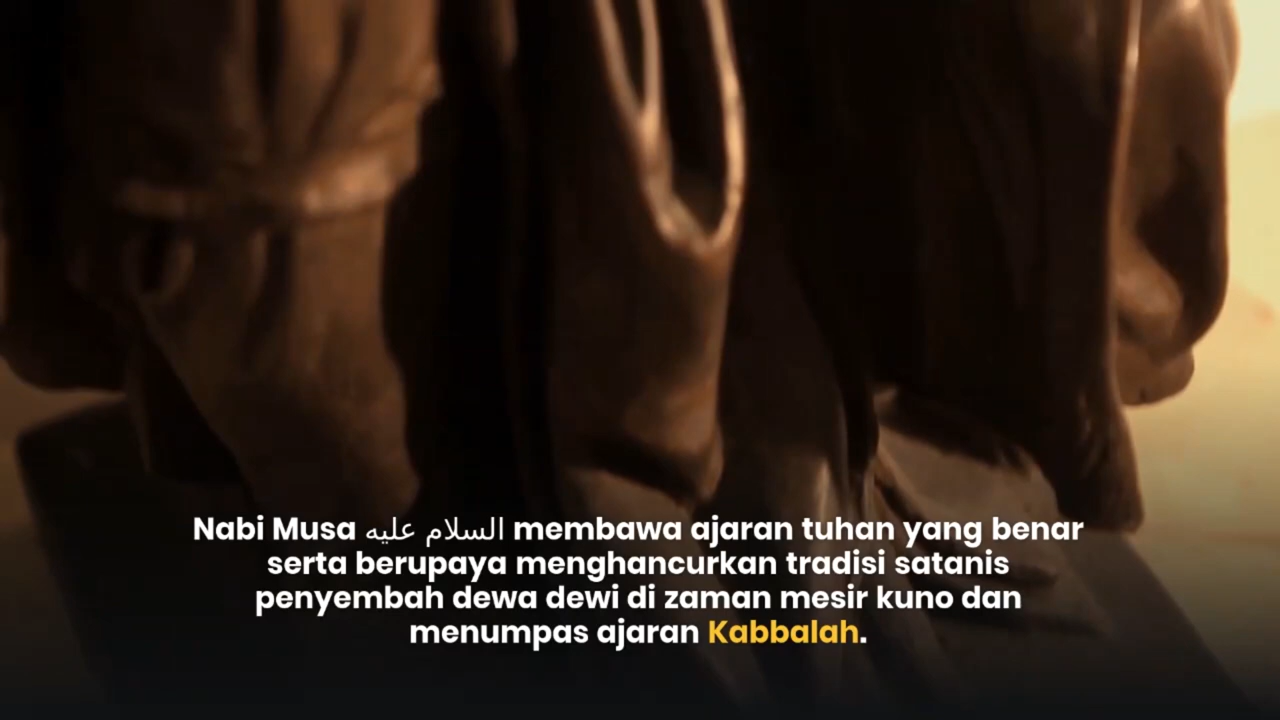 Nabi Musa السلام عليه membawa ajaran tuhan yang benar
serta berupaya menghancurkan tradisi satanis
penyembah dewa dewi di zaman mesir kuno dan
menumpas ajaran Kabbalah.